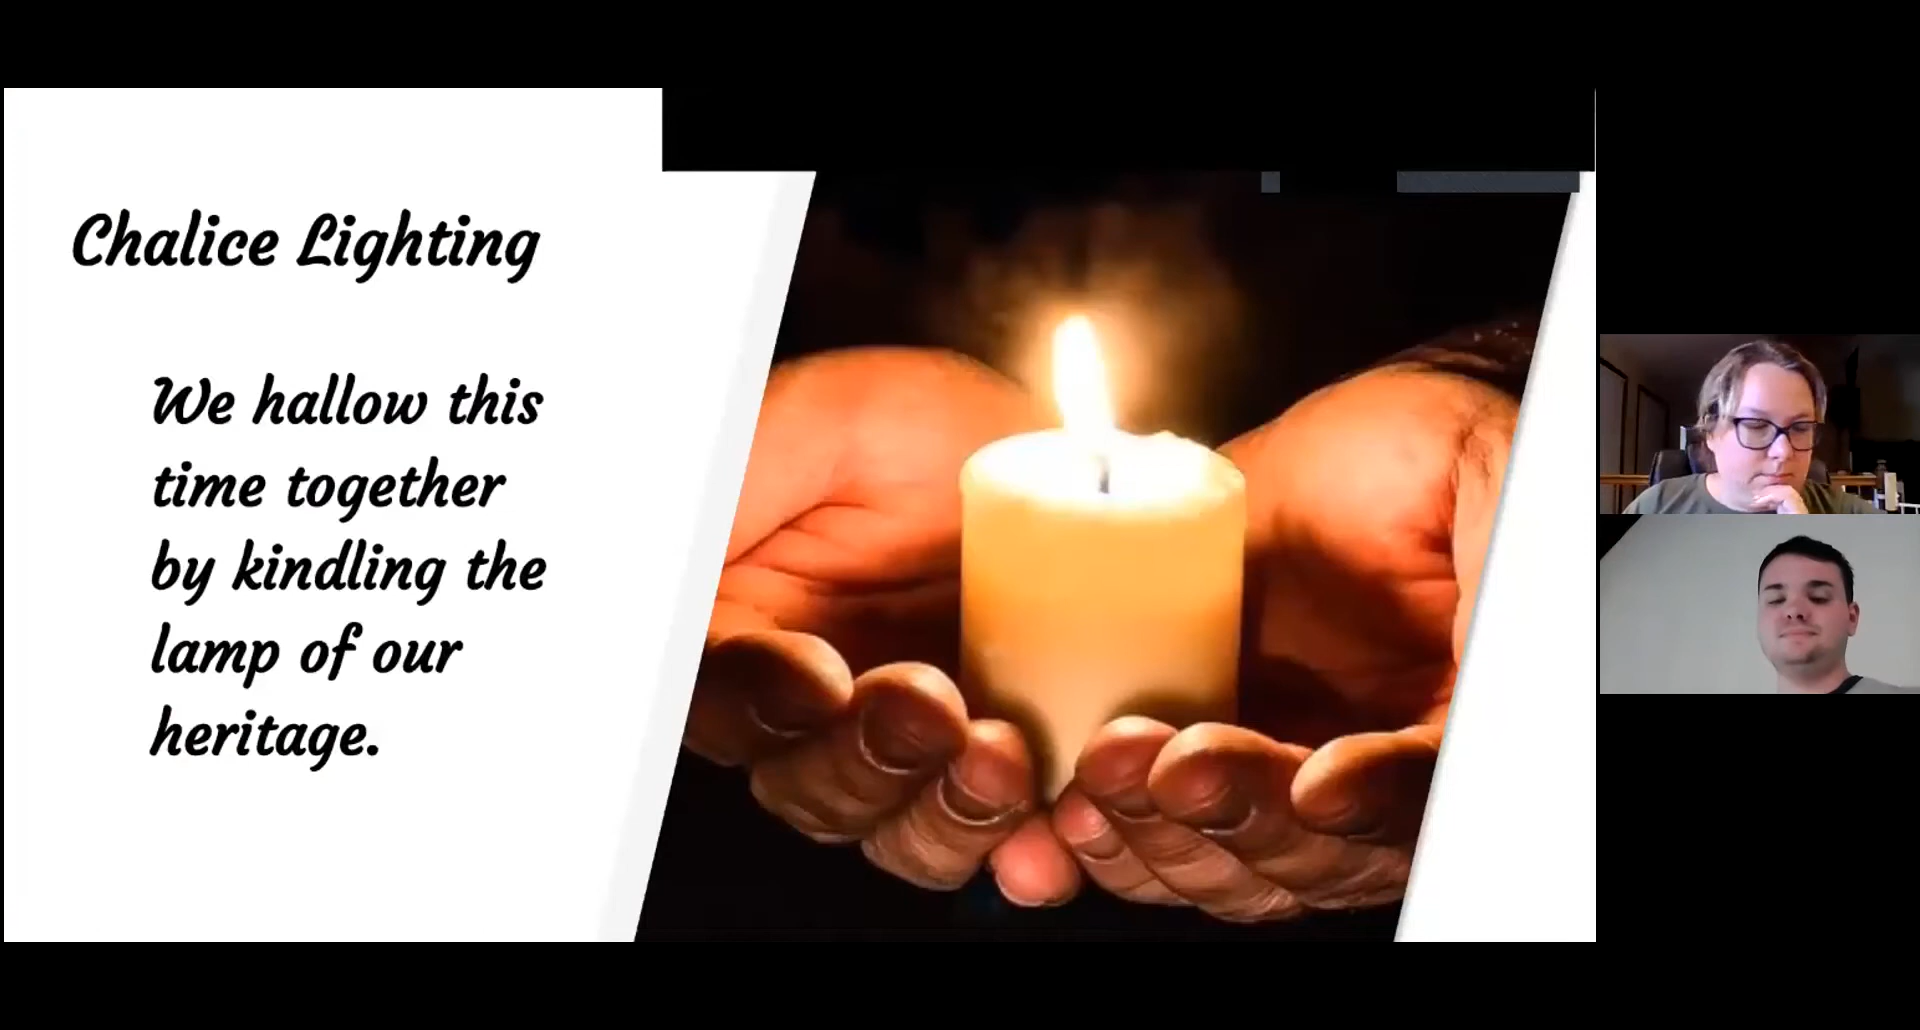 Chalice Lighting
We hallow this
time together
by kindling the
lamp of our
heritage.